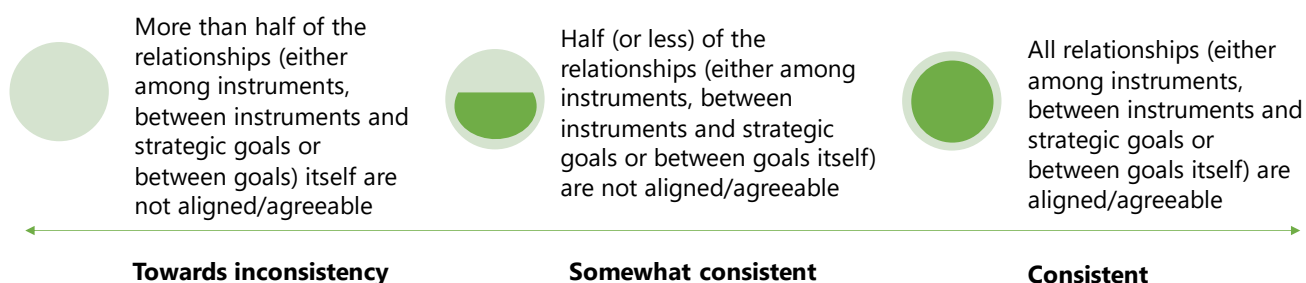 More than half of the
relationships (either
among instruments,
between instruments and
strategic goals or
between goals) itself are
not aligned/agreeable
Half (or less) of the
relationships (either among
instruments, between
instruments and strategic
goals or between goals itself)
are not aligned/agreeable
All relationships (either
among instruments,
between instruments and
strategic goals or
between goals itself) are
aligned/agreeable
Towards inconsistency
Somewhat consistent
Consistent